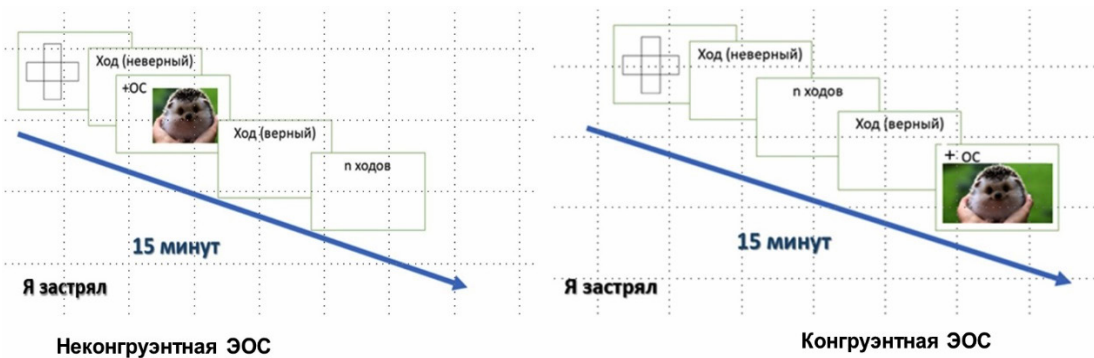 Ход (неверный)
+ОС
Ход (верный)
n ходов
15 минут
Я застрял
Неконгруэнтная ЭОС
Ход (неверный)
n ходов
Ход (верный)
+ ОС
15 минут
Я застрял
Конгруэнтная ЭОС